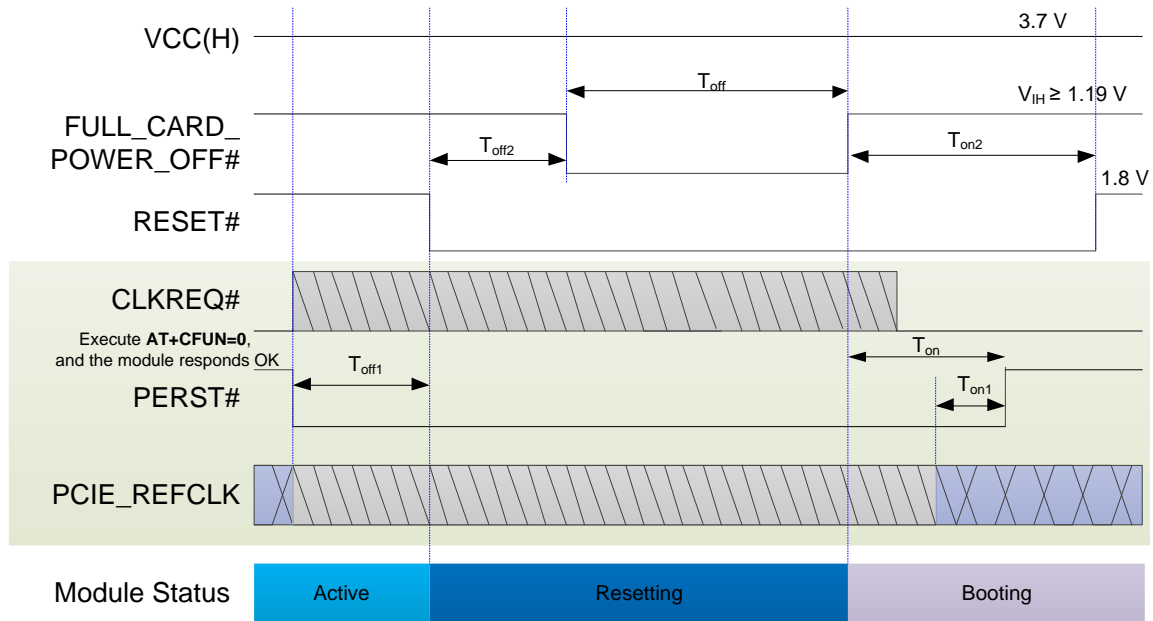 VCC(H)
3.7 V
T_off
V_IH ≥ 1.19 V
FULL_CARD_
POWER_OFF#
T_off2
T_on2
1.8 V
RESET#
CLKREQ#
Execute AT+CFUN=0,
and the module responds OK
T_on
T_off1
T_on1
PERST#
PCIE_REFCLK
Module Status
Active
Resetting
Booting